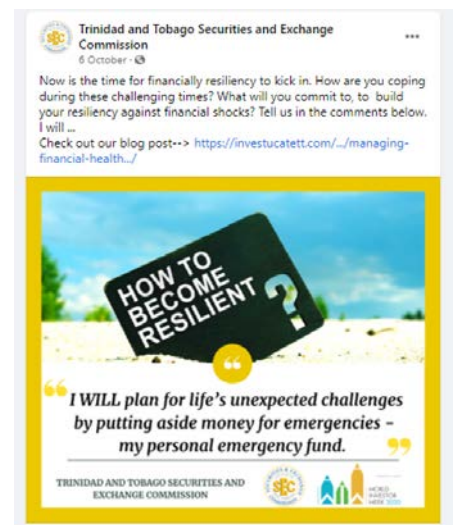 Trinidad and Tobago Securities and Exchange
Commission
6 October
Now is the time for financially resiliency to kick in. How are you coping
during these challenging times? What will you commit to, to build
your resiliency against financial shocks? Tell us in the comments below.
I will ...
Check out our blog post--> https://investucatett.com/.../managing-
financial-health.../
HOW TO
BECOME
RESILIENT
?
“
“ I WILL plan for life's unexpected challenges
by putting aside money for emergencies –
my personal emergency fund. ”
TRINIDAD AND TOBAGO SECURITIES AND
EXCHANGE COMMISSION
SEC
WORLD
INVESTOR
WEEK 2020